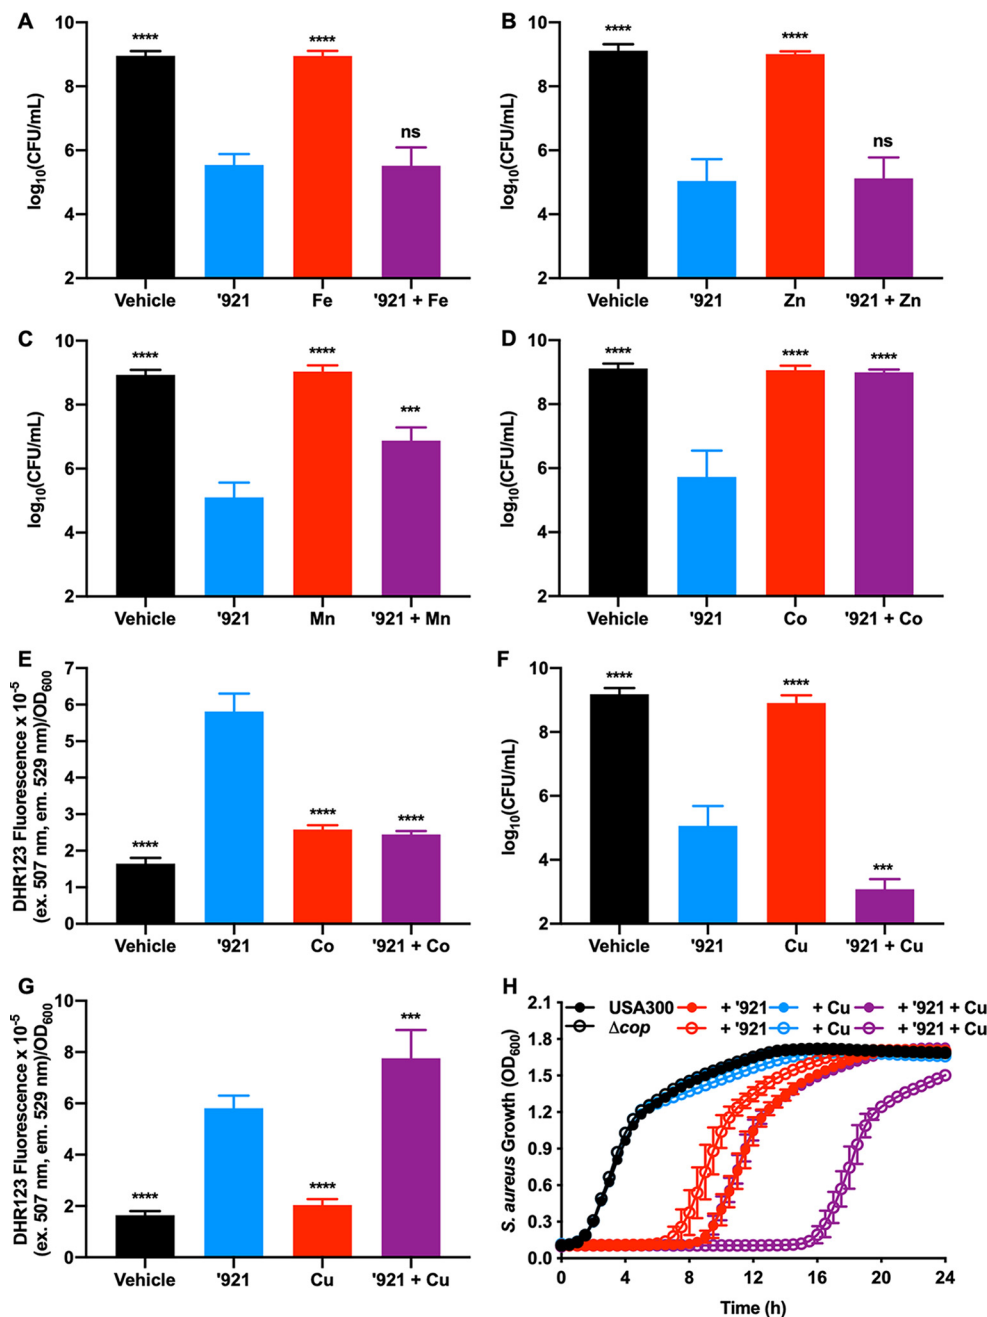 A
log10(CFU/mL)
10
8
6
4
2
****
****
ns
Vehicle '921 Fe '921 + Fe
B
log10(CFU/mL)
10
8
6
4
2
****
****
ns
Vehicle '921 Zn '921 + Zn
C
log10(CFU/mL)
10
8
6
4
2
****
****
***
Vehicle '921 Mn '921 + Mn
D
log10(CFU/mL)
10
8
6
4
2
****
****
****
Vehicle '921 Co '921 + Co
E
DHR123 Fluorescence x 10-5
(ex. 507 nm, em. 529 nm)/OD600
7
6
5
4
3
2
1
0
****
****
****
Vehicle '921 Co '921 + Co
F
log10(CFU/mL)
10
8
6
4
2
****
****
***
Vehicle '921 Cu '921 + Cu
G
DHR123 Fluorescence x 10-5
(ex. 507 nm, em. 529 nm)/OD600
10
8
6
4
2
0
****
****
***
Vehicle '921 Cu '921 + Cu
H
S. aureus Growth (OD600)
2.1
1.8
1.5
1.2
0.9
0.6
0.3
0.0
USA300 + '921 + Cu + '921 + Cu
Δcop + '921 + Cu + '921 + Cu
0 4 8 12 16 20 24
Time (h)